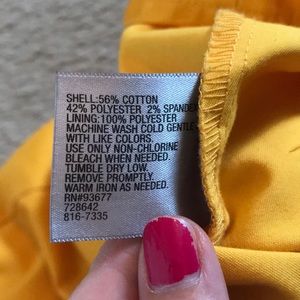 SHELL:56% COTTON
42% POLYESTER 2% SPANDEX
LINING:100% POLYESTER
MACHINE WASH COLD GENTLE
WITH LIKE COLORS.
USE ONLY NON-CHLORINE
BLEACH WHEN NEEDED.
TUMBLE DRY LOW.
REMOVE PROMPTLY.
WARM IRON AS NEEDED.
RN#93677
728642
816-7335